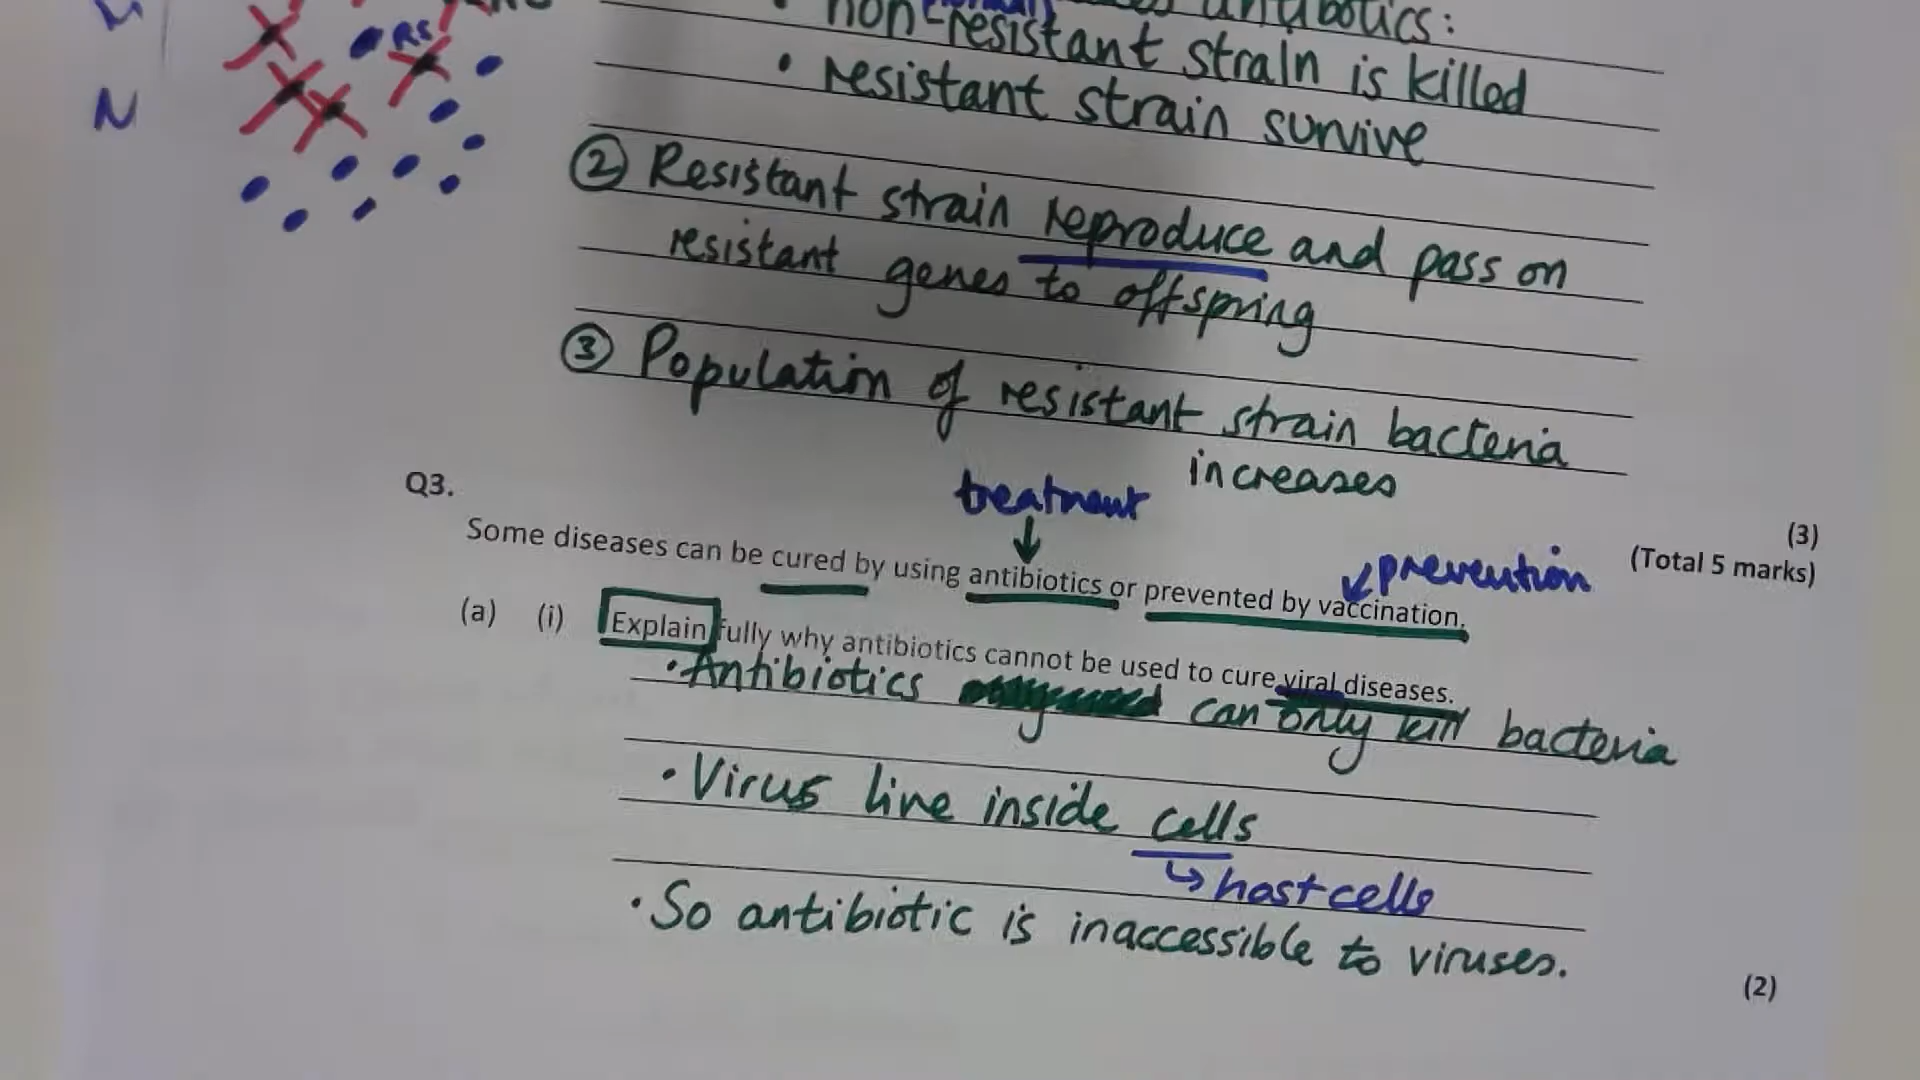 RS
N
antibotics:
• non-resistant strain is killed
• resistant strain survive
② Resistant strain reproduce and pass on
resistant genes to offspring
③ Population of resistant strain bacteria
increases
(3)
(Total 5 marks)
Q3.
treatment
prevention
Some diseases can be cured by using antibiotics or prevented by vaccination.
(a) (i) Explain fully why antibiotics cannot be used to cure viral diseases.
• Antibiotics can only kill bacteria
• Virus live inside cells
↳ host cells
• So antibiotic is inaccessible to viruses.
(2)